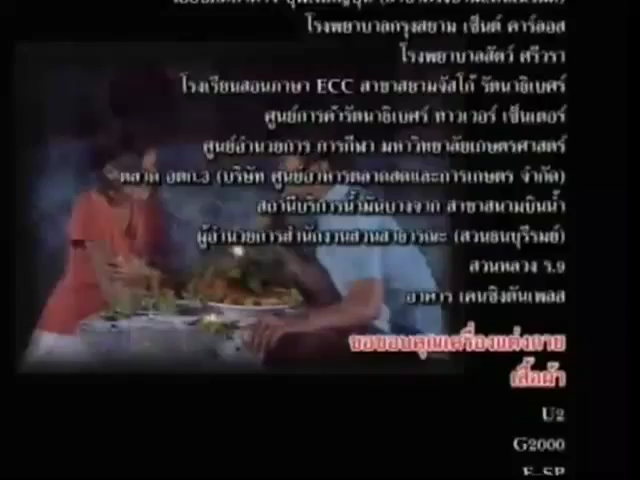 โรงพยาบาลกรุงสยาม เซ็นต์ คาร์ลอส
โรงพยาบาลสัตว์ ศรีวรา
โรงเรียนสอนภาษา ECC สาขาสยามจัสโก้ รัตนาธิเบศร์
ศูนย์การค้ารัตนาธิเบศร์ ทาวเวอร์ เซ็นเตอร์
ศูนย์อำนวยการ การกีฬา มหาวิทยาลัยเกษตรศาสตร์
ตลาด อตก.3 (บริษัท ศูนย์อาหารตลาดสดและการเกษตร จำกัด)
สถานีบริการน้ำมันบางจาก สาขาสนามบินน้ำ
ผู้อำนวยการสำนักงานสวนสาธารณะ (สวนธนบุรีรมย์)
สวนหลวง ร.9
อาคาร เคนซิงตันเพลส
ขอขอบคุณเครื่องแต่งกาย
เสื้อผ้า
U2
G2000
E-SP